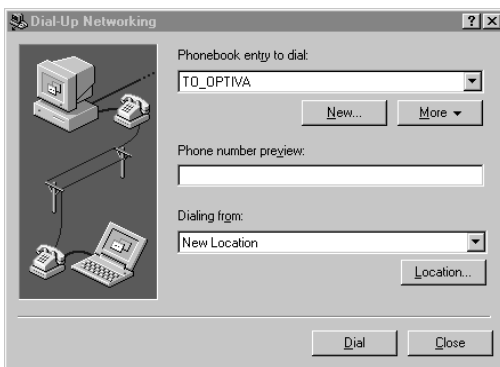 Dial-Up Networking
Phonebook entry to dial:
TO_OPTIVA
New... More
Phone number preview:
Dialing from:
New Location
Location...
Dial Close